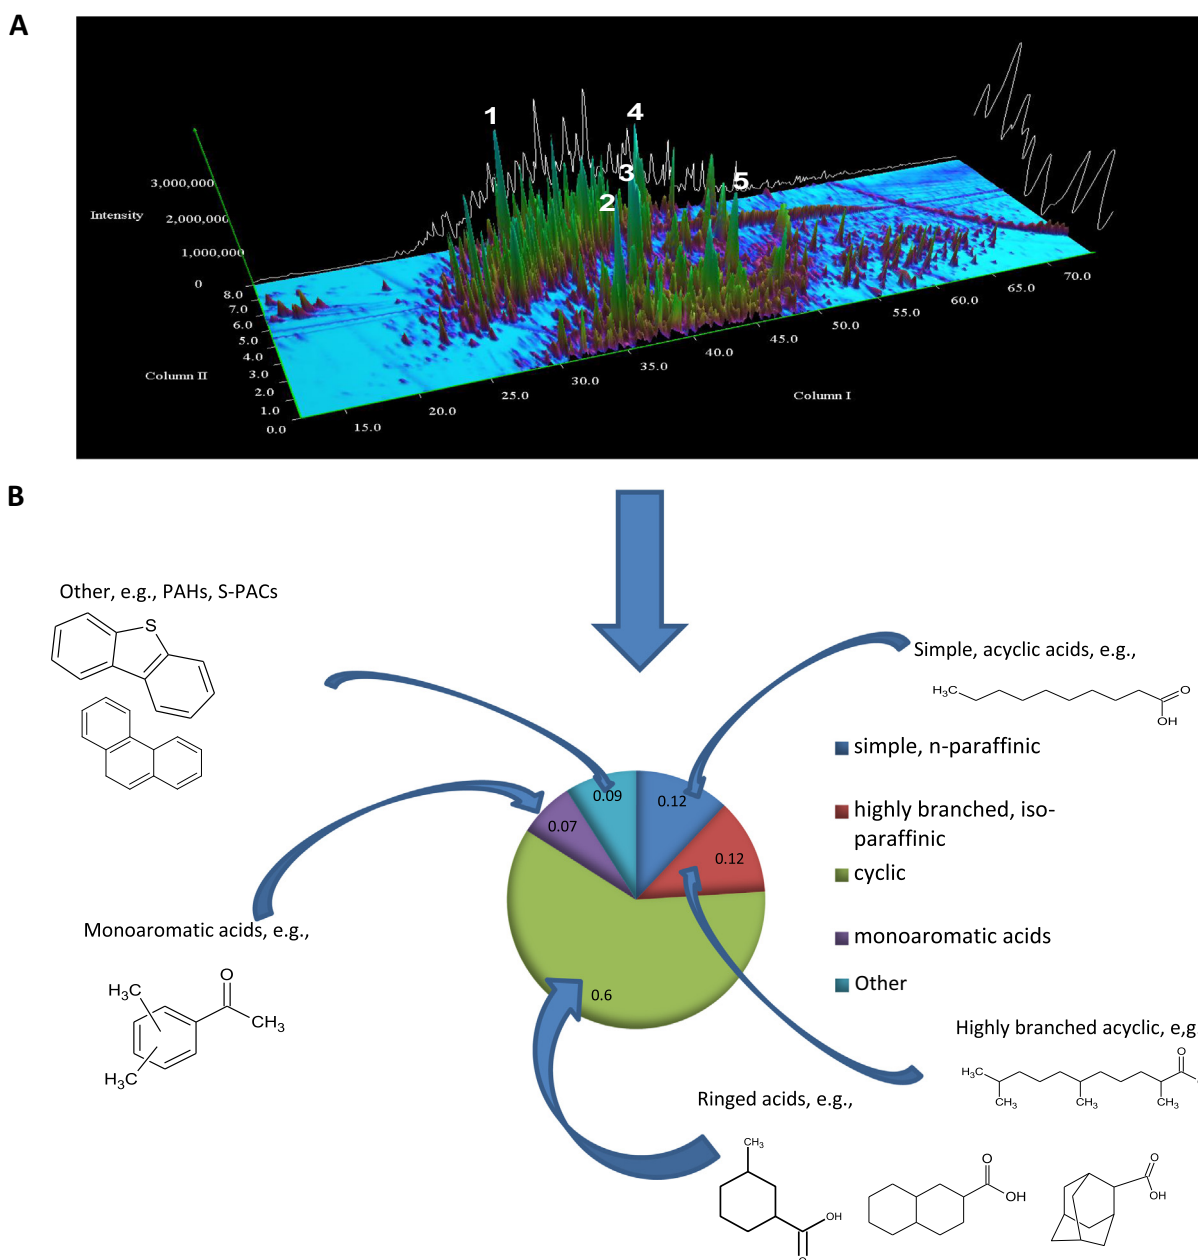 A
1
4
3
2
5
3,000,000
Intensity
2,000,000
1,000,000
0
8.0
7.0
6.0
5.0
4.0
3.0
2.0
1.0
0.0
Column II
15.0
20.0
25.0
30.0
35.0
40.0
45.0
50.0
55.0
60.0
65.0
70.0
Column I
B
Other, e.g., PAHs, S-PACs
S
Simple, acyclic acids, e.g.,
H3C
O
OH
simple, n-paraffinic
highly branched, iso-
paraffinic
cyclic
monoaromatic acids
Other
0.09
0.12
0.07
0.12
0.6
Monoaromatic acids, e.g.,
O
H3C
CH3
H3C
Highly branched acyclic, e,g
O
H3C
CH3
CH3
CH3
Ringed acids, e.g.,
CH3
OH
O
O
OH
O
OH